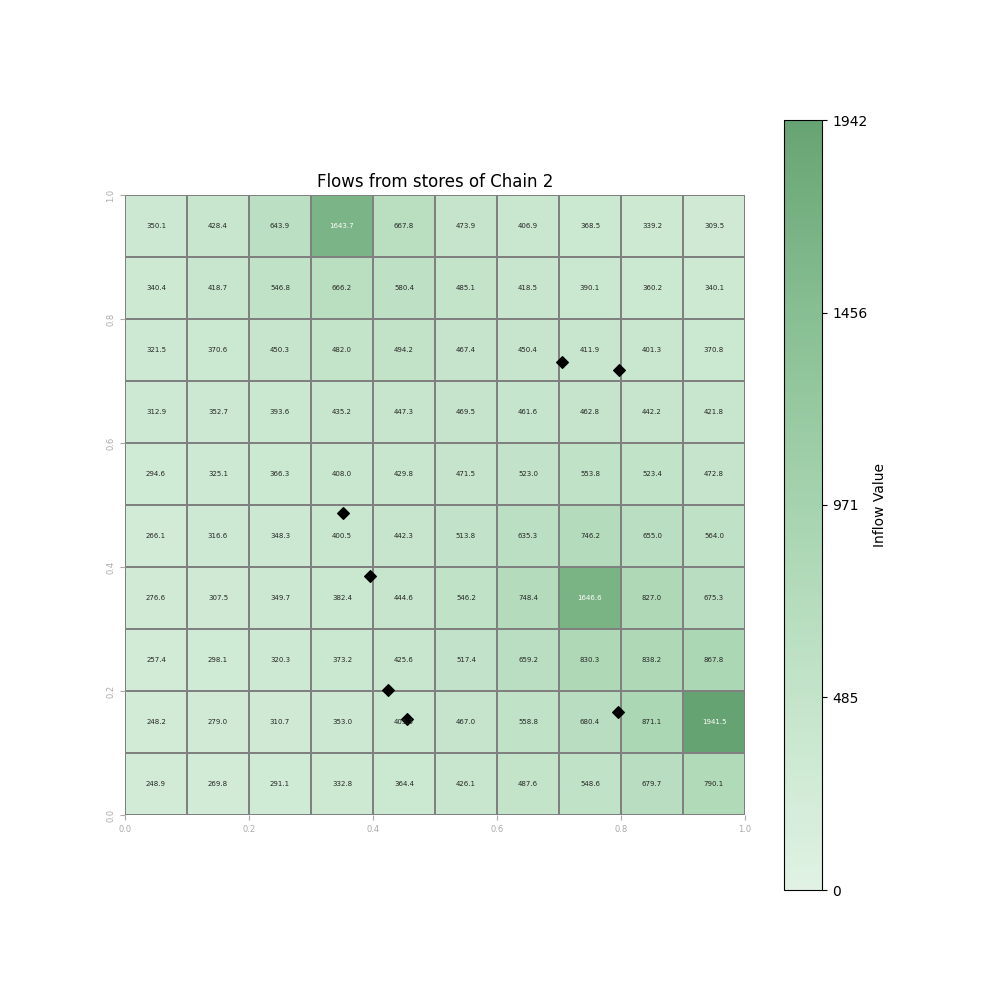 Flows from stores of Chain 2
1942
1456
971
485
0
Inflow Value
1.0
0.8
0.6
0.4
0.2
0.0
350.1 428.4 643.9 1643.7 667.8 473.9 406.9 368.5 339.2 309.5
340.4 418.7 546.8 666.2 580.4 485.1 418.5 390.1 360.2 340.1
321.5 370.6 450.3 482.0 494.2 467.4 450.4 411.9 401.3 370.8
312.9 352.7 393.6 435.2 447.3 469.5 461.6 462.8 442.2 421.8
294.6 325.1 366.3 408.0 429.8 471.5 523.0 553.8 523.4 472.8
266.1 316.6 348.3 400.5 442.3 513.8 635.3 746.2 655.0 564.0
276.6 307.5 349.7 382.4 444.6 546.2 748.4 1646.6 827.0 675.3
257.4 298.1 320.3 373.2 425.6 517.4 659.2 830.3 838.2 867.8
248.2 279.0 310.7 353.0 467.0 558.8 680.4 871.1 1941.5
248.9 269.8 291.1 332.8 364.4 426.1 487.6 548.6 679.7 790.1
0.0 0.2 0.4 0.6 0.8 1.0